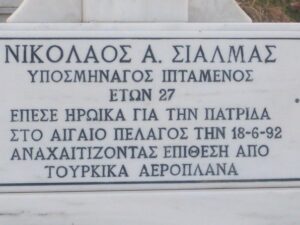 ΝΙΚΟΛΑΟΣ Α. ΣΙΑΛΜΑΣ
ΥΠΟΣΜΗΝΑΓΟΣ ΙΠΤΑΜΕΝΟΣ
ΕΤΩΝ 27
ΕΠΕΣΕ ΗΡΩΙΚΑ ΓΙΑ ΤΗΝ ΠΑΤΡΙΔΑ
ΣΤΟ ΑΙΓΑΙΟ ΠΕΛΑΓΟΣ ΤΗΝ 18-6-92
ΑΝΑΧΑΙΤΙΖΟΝΤΑΣ ΕΠΙΘΕΣΗ ΑΠΟ
ΤΟΥΡΚΙΚΑ ΑΕΡΟΠΛΑΝΑ